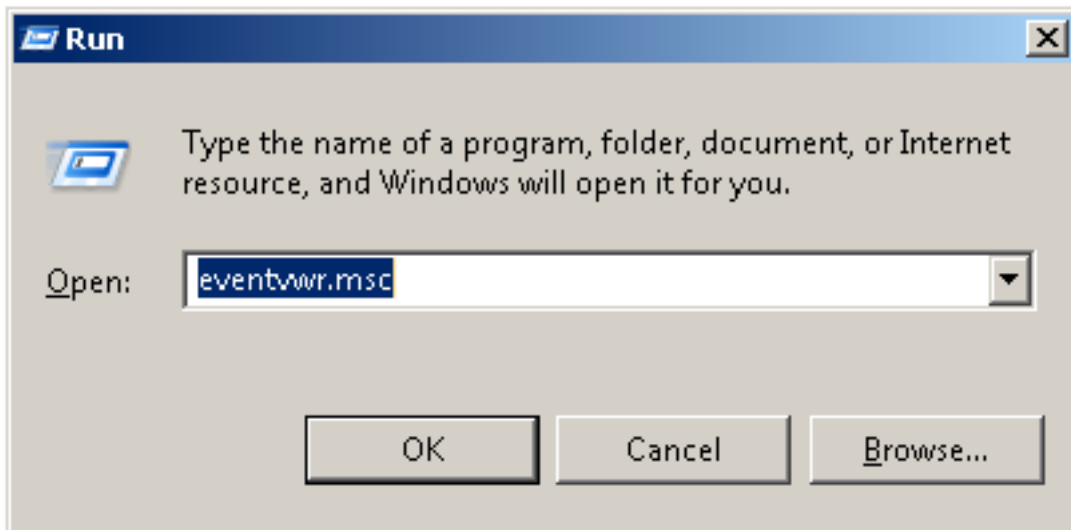 Run
Type the name of a program, folder, document, or Internet
resource, and Windows will open it for you.
Open: eventvwr.msc
OK Cancel Browse...